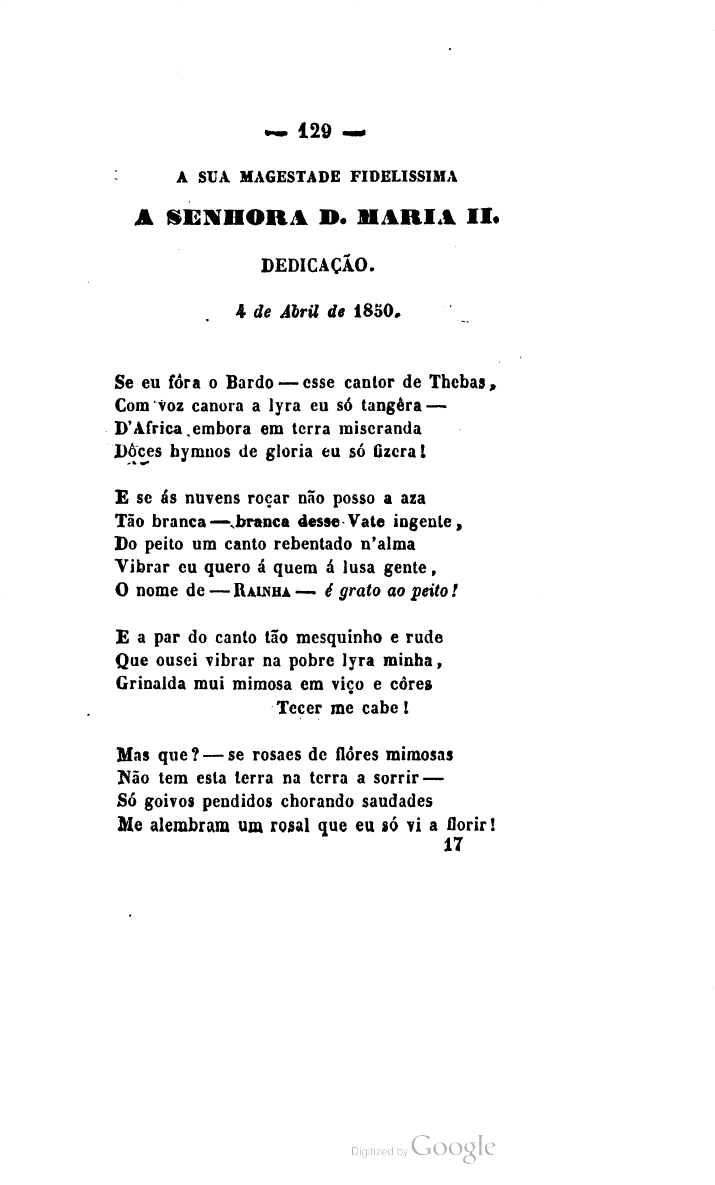 — 129 —
A SUA MAGESTADE FIDELISSIMA
A SENHORA D. MARIA II.
DEDICAÇÃO.
4 de Abril de 1850.
Se eu fôra o Bardo — esse cantor de Thebas,
Com voz canora a lyra eu só tangêra —
D'Africa embora em terra miseranda
Dôces hymnos de gloria eu só fizera!
E se ás nuvens roçar não posso a aza
Tão branca — branca desse Vate ingente,
Do peito um canto rebentado n'alma
Vibrar eu quero á quem á lusa gente,
O nome de — RAINHA — é grato ao peito!
E a par do canto tão mesquinho e rude
Que ousei vibrar na pobre lyra minha,
Grinalda mui mimosa em viço e côres
Tecer me cabe!
Mas que? — se rosaes de flôres mimosas
Não tem esta terra na terra a sorrir —
Só goivos pendidos chorando saudades
Me alembram um rosal que eu só vi a florir!
17
Digitized by Google